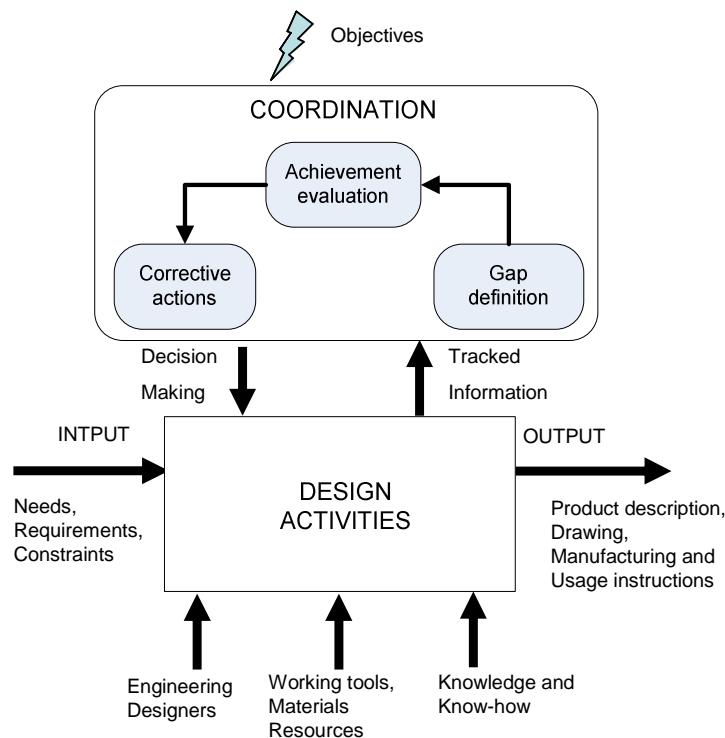 Objectives
COORDINATION
Achievement
evaluation
Corrective
actions
Gap
definition
Decision
Making
Tracked
Information
INTPUT
OUTPUT
DESIGN
ACTIVITIES
Needs,
Requirements,
Constraints
Product description,
Drawing,
Manufacturing and
Usage instructions
Engineering
Designers
Working tools,
Materials
Resources
Knowledge and
Know-how